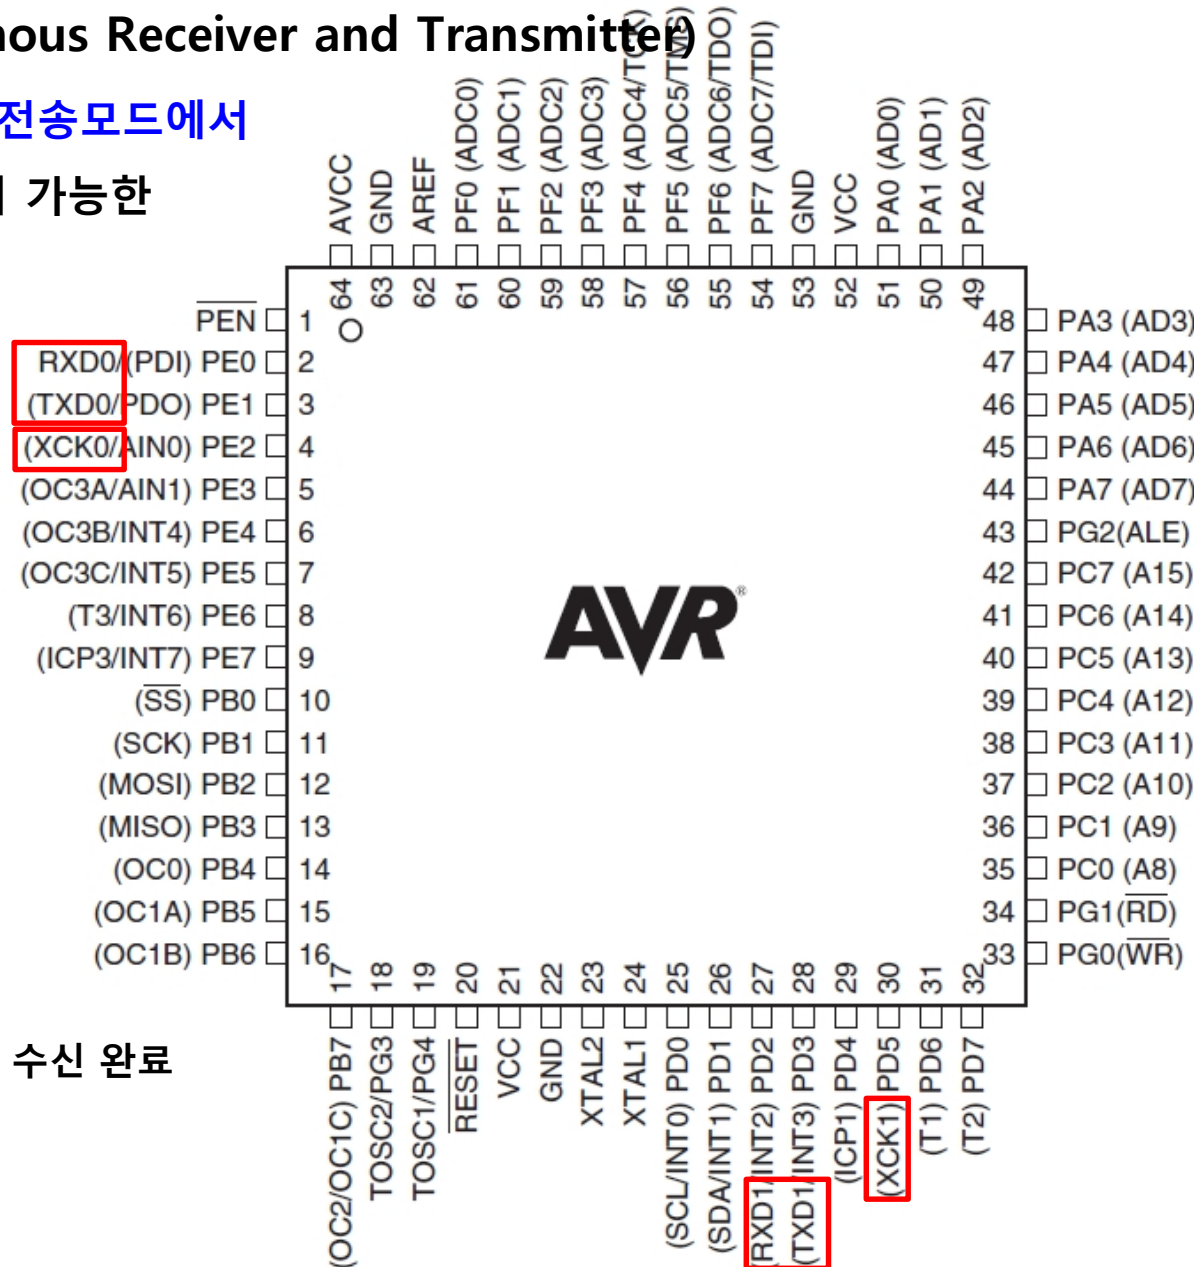 nous Receiver and Transmitter)
전송모드에서
가능한
수신 완료
AVCC
GND
AREF
PF0 (ADC0)
PF1 (ADC1)
PF2 (ADC2)
PF3 (ADC3)
PF4 (ADC4/TCK)
PF5 (ADC5/TMS)
PF6 (ADC6/TDO)
PF7 (ADC7/TDI)
GND
VCC
PA0 (AD0)
PA1 (AD1)
PA2 (AD2)
64 63 62 61 60 59 58 57 56 55 54 53 52 51 50 49
PEN 1
RXD0/(PDI) PE0 2
(TXD0/PDO) PE1 3
(XCK0/AIN0) PE2 4
(OC3A/AIN1) PE3 5
(OC3B/INT4) PE4 6
(OC3C/INT5) PE5 7
(T3/INT6) PE6 8
(ICP3/INT7) PE7 9
(SS) PB0 10
(SCK) PB1 11
(MOSI) PB2 12
(MISO) PB3 13
(OC0) PB4 14
(OC1A) PB5 15
(OC1B) PB6 16
AVR®
48 PA3 (AD3)
47 PA4 (AD4)
46 PA5 (AD5)
45 PA6 (AD6)
44 PA7 (AD7)
43 PG2(ALE)
42 PC7 (A15)
41 PC6 (A14)
40 PC5 (A13)
39 PC4 (A12)
38 PC3 (A11)
37 PC2 (A10)
36 PC1 (A9)
35 PC0 (A8)
34 PG1(RD)
33 PG0(WR)
17 18 19 20 21 22 23 24 25 26 27 28 29 30 31 32
(OC2/OC1C) PB7
TOSC2/PG3
TOSC1/PG4
RESET
VCC
GND
XTAL2
XTAL1
(SCL/INT0) PD0
(SDA/INT1) PD1
(RXD1/INT2) PD2
(TXD1/INT3) PD3
(ICP1) PD4
(XCK1) PD5
(T1) PD6
(T2) PD7